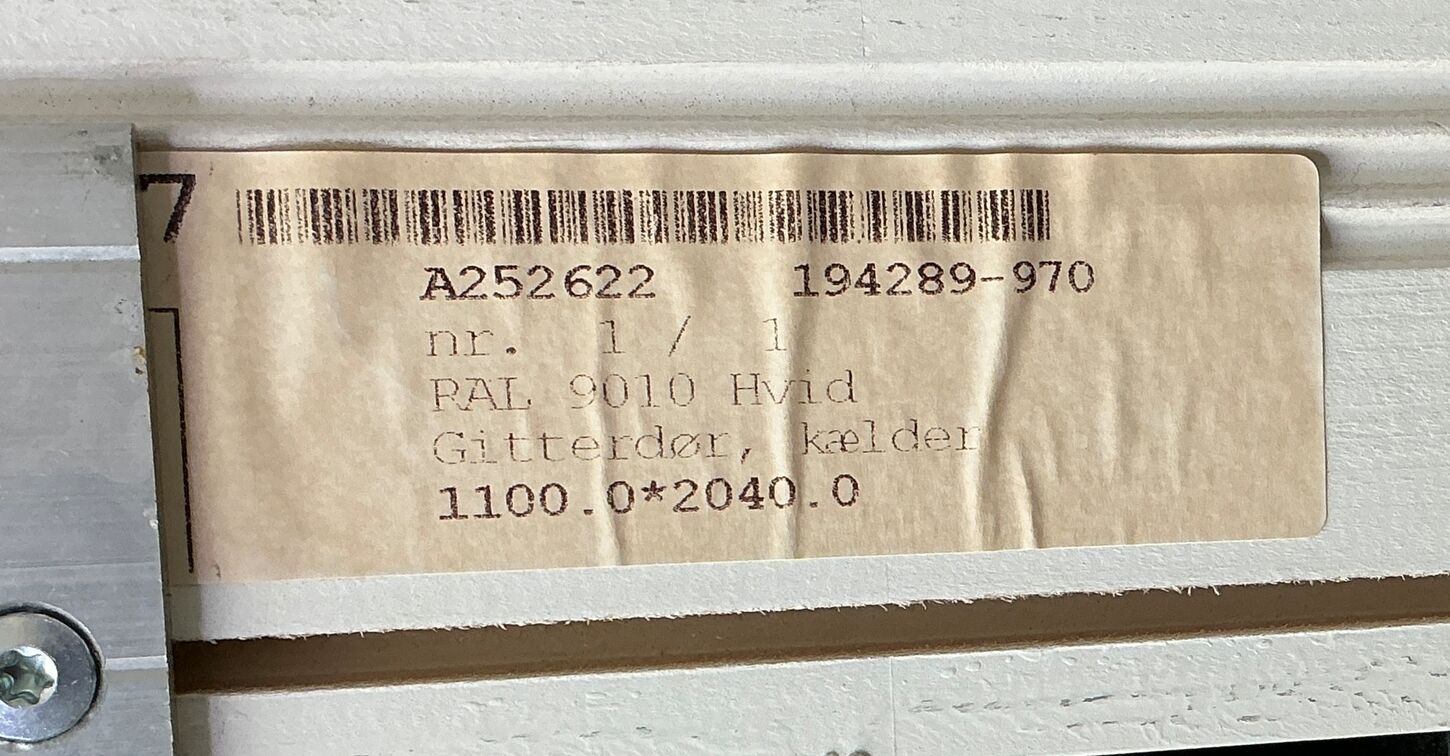 7
A252622 194289-970
nr. 1 / 1
RAL 9010 Hvid
Gitterdør, kælder
1100.0*2040.0